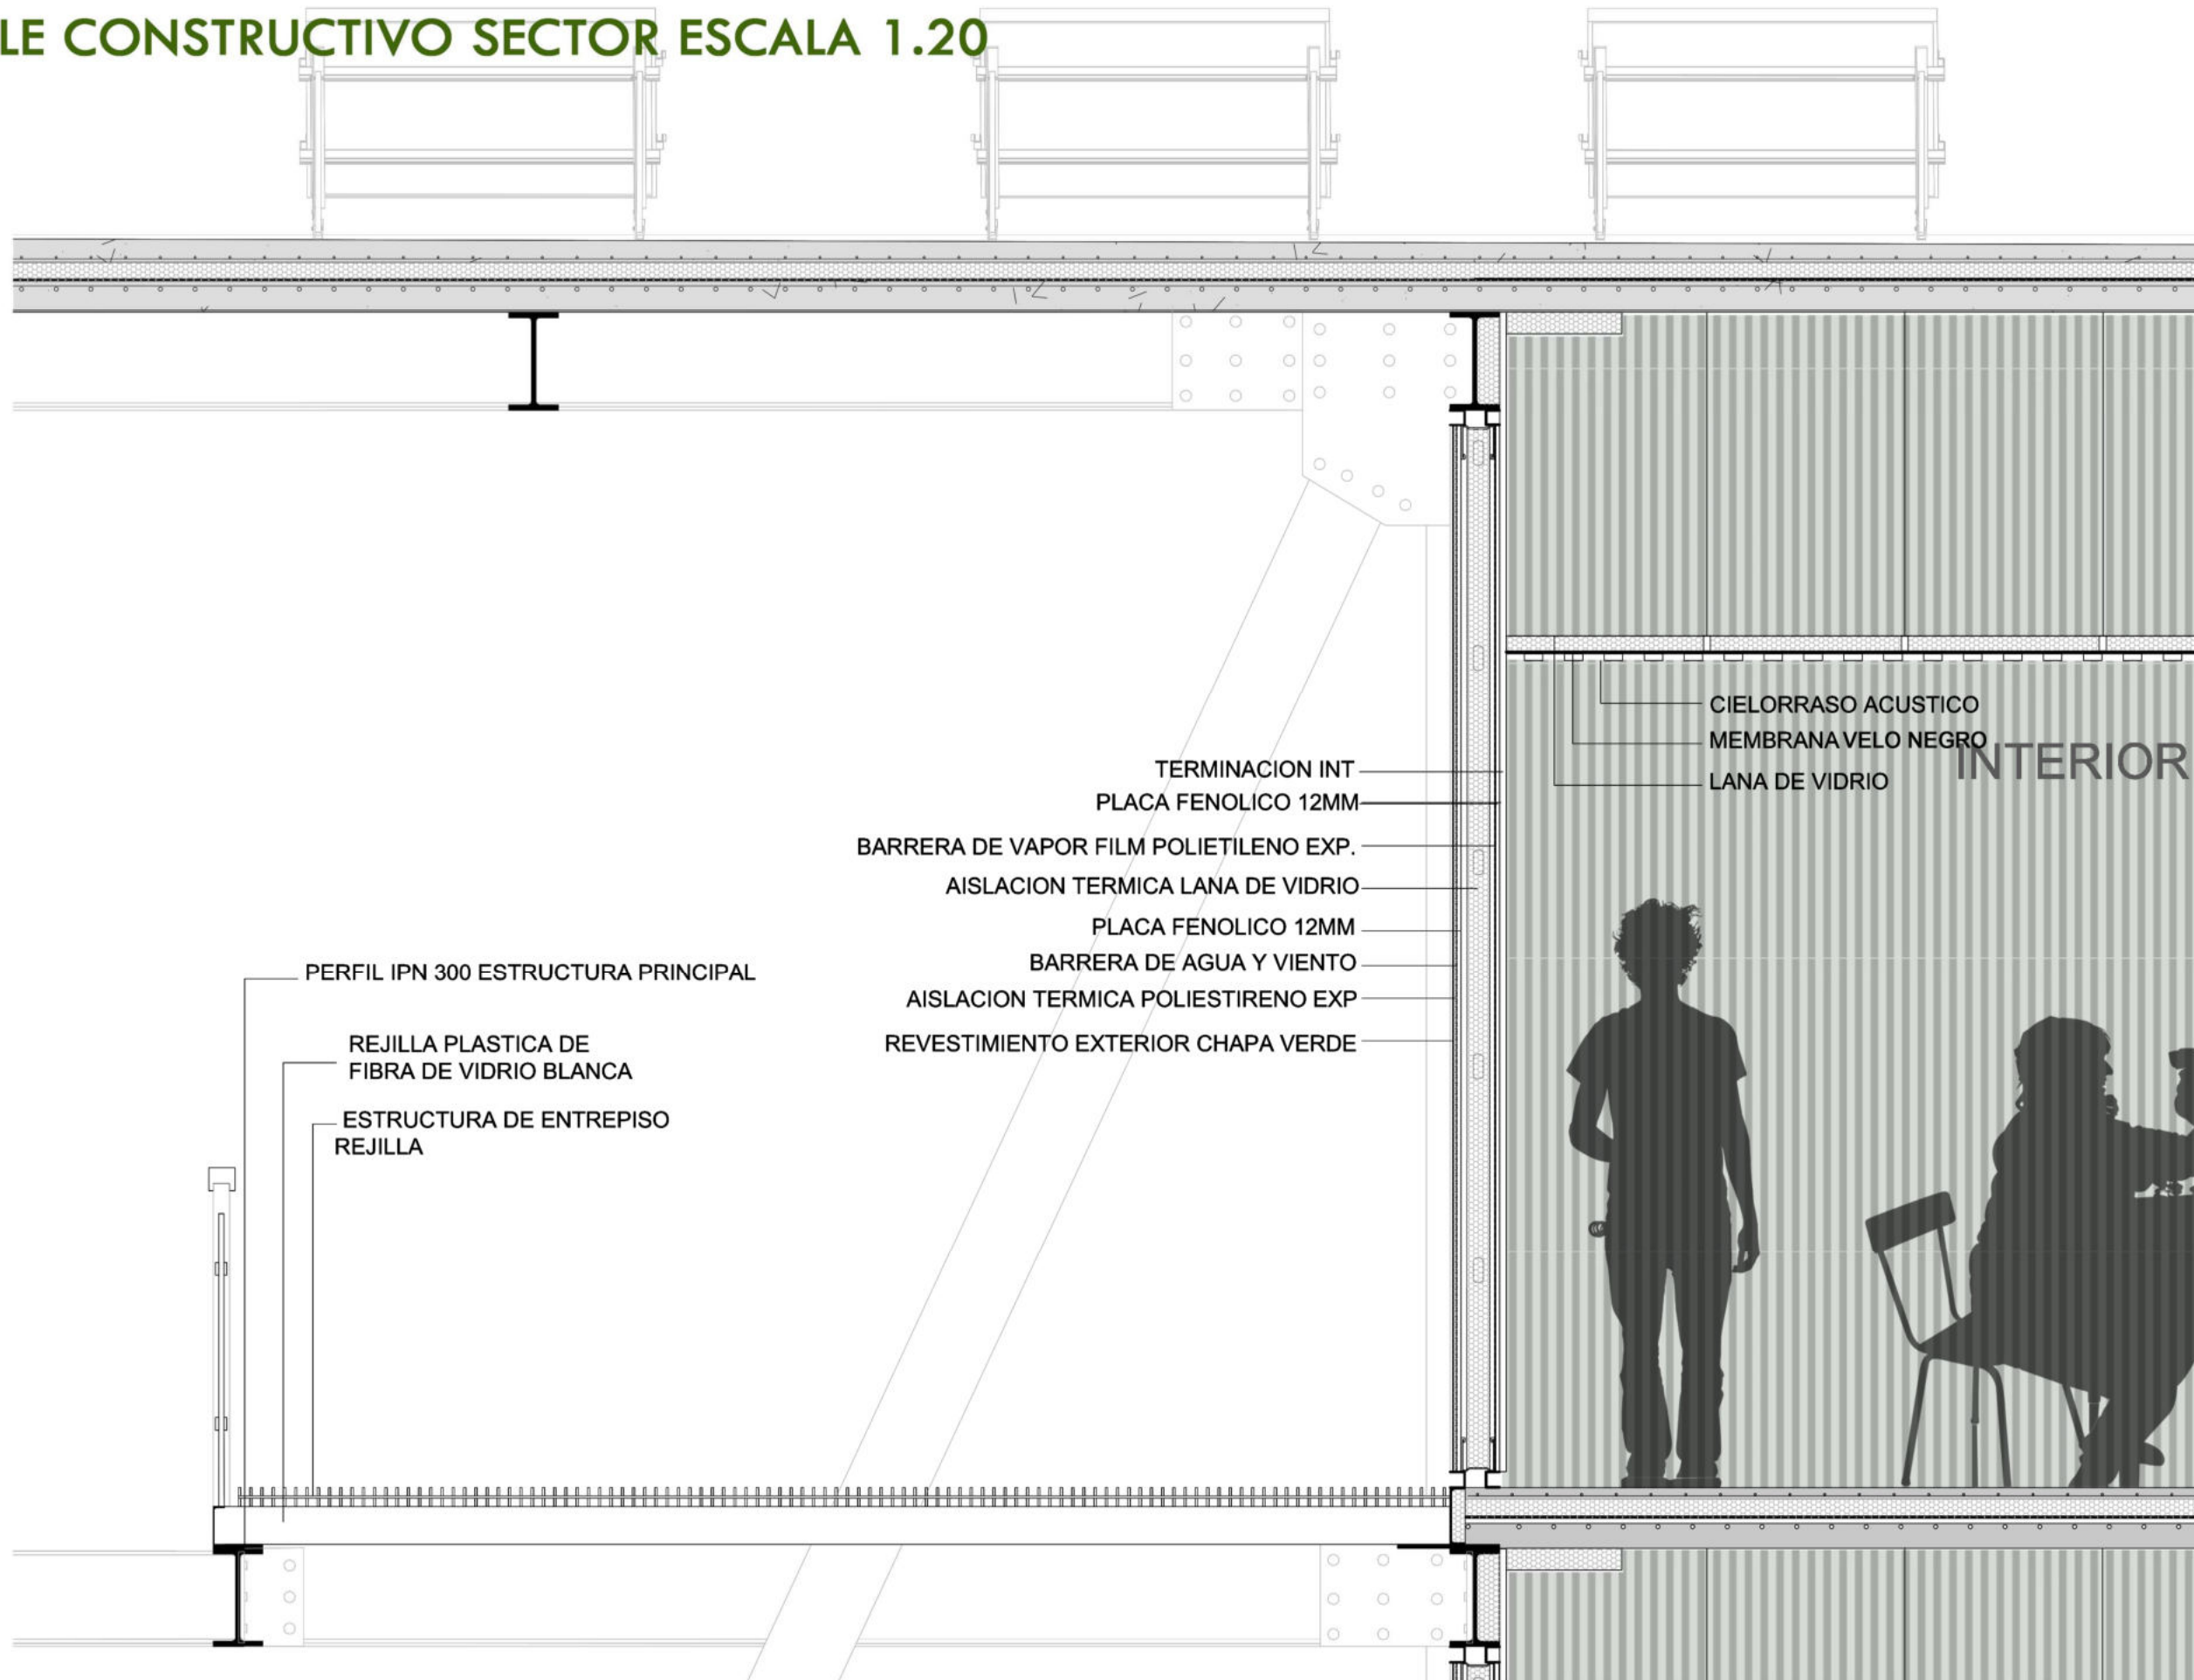 LE CONSTRUCTIVO SECTOR ESCALA 1.20
CIELORRASO ACUSTICO
MEMBRANA VELO NEGRO
INTERIOR
LANA DE VIDRIO
TERMINACION INT
PLACA FENOLICO 12MM
BARRERA DE VAPOR FILM POLIETILENO EXP.
AISLACION TERMICA LANA DE VIDRIO
PLACA FENOLICO 12MM
BARRERA DE AGUA Y VIENTO
AISLACION TERMICA POLIESTIRENO EXP
REVESTIMIENTO EXTERIOR CHAPA VERDE
PERFIL IPN 300 ESTRUCTURA PRINCIPAL
REJILLA PLASTICA DE
FIBRA DE VIDRIO BLANCA
ESTRUCTURA DE ENTREPISO
REJILLA